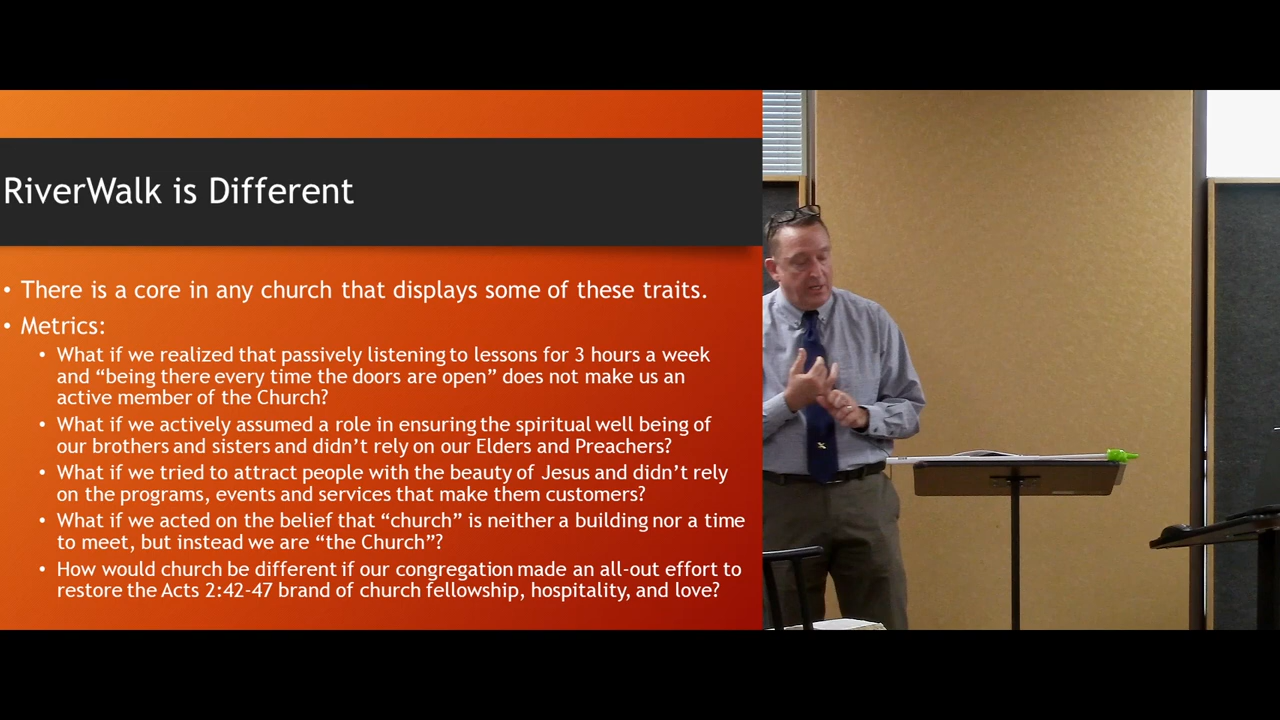 RiverWalk is Different
• There is a core in any church that displays some of these traits.
• Metrics:
• What if we realized that passively listening to lessons for 3 hours a week
and “being there every time the doors are open” does not make us an
active member of the Church?
• What if we actively assumed a role in ensuring the spiritual well being of
our brothers and sisters and didn’t rely on our Elders and Preachers?
• What if we tried to attract people with the beauty of Jesus and didn’t rely
on the programs, events and services that make them customers?
• What if we acted on the belief that “church” is neither a building nor a time
to meet, but instead we are “the Church”?
• How would church be different if our congregation made an all-out effort to
restore the Acts 2:42-47 brand of church fellowship, hospitality, and love?